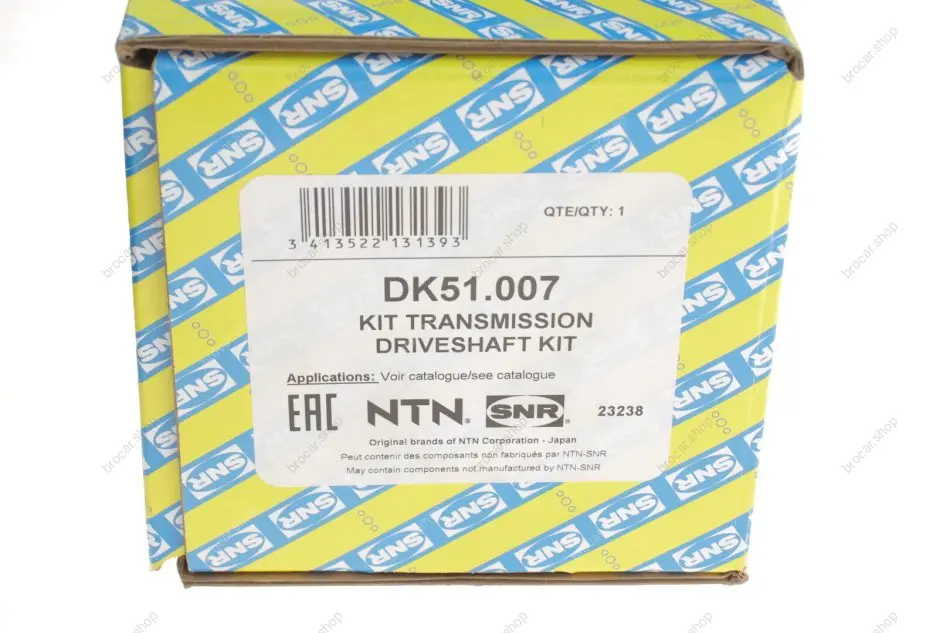 QTE/QTY: 1
3 413522 131393
DK51.007
KIT TRANSMISSION
DRIVESHAFT KIT
Applications: Voir catalogue/see catalogue
EAC NTN® SNR® 23238
Original brands of NTN Corporation - Japan
Peut contenir des composants non fabriqués par NTN-SNR
May contain components not manufactured by NTN-SNR
SNR
brocar.shop